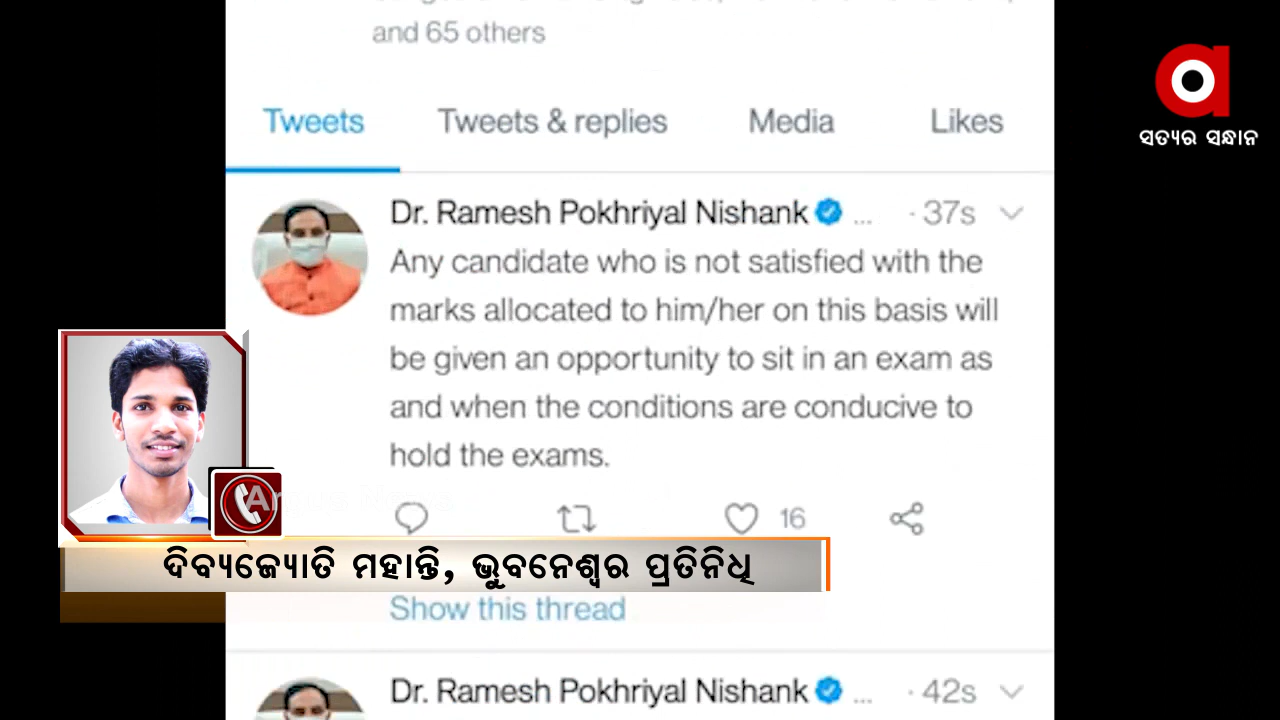 and 65 others
Tweets Tweets & replies Media Likes
ସତ୍ୟର ସନ୍ଧାନ
Dr. Ramesh Pokhriyal Nishank ... · 37s
Any candidate who is not satisfied with the
marks allocated to him/her on this basis will
be given an opportunity to sit in an exam as
and when the conditions are conducive to
hold the exams.
16
ଦିବ୍ୟଜ୍ୟୋତି ମହାନ୍ତି, ଭୁବନେଶ୍ୱର ପ୍ରତିନିଧି
Show this thread
Dr. Ramesh Pokhriyal Nishank ... · 42s